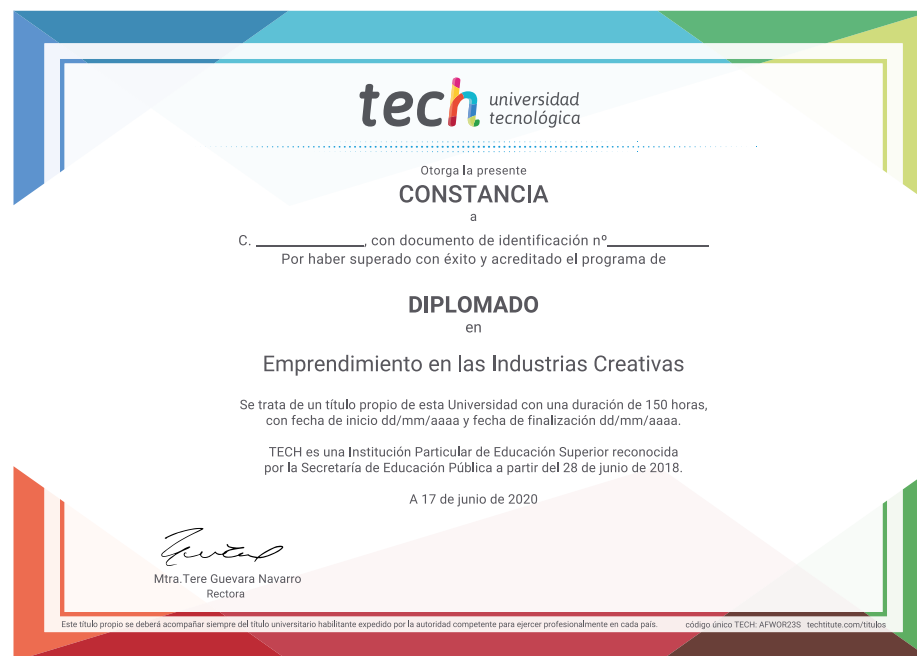 tech universidad
tecnológica
Otorga la presente
CONSTANCIA
a
C. ____________, con documento de identificación nº____________
Por haber superado con éxito y acreditado el programa de
DIPLOMADO
en
Emprendimiento en las Industrias Creativas
Se trata de un título propio de esta Universidad con una duración de 150 horas,
con fecha de inicio dd/mm/aaaa y fecha de finalización dd/mm/aaaa.
TECH es una Institución Particular de Educación Superior reconocida
por la Secretaría de Educación Pública a partir del 28 de junio de 2018.
A 17 de junio de 2020
Mtra.Tere Guevara Navarro
Rectora
Este título propio se deberá acompañar siempre del título universitario habilitante expedido por la autoridad competente para ejercer profesionalmente en cada país. código único TECH: AFWOR23S techtitute.com/titulos